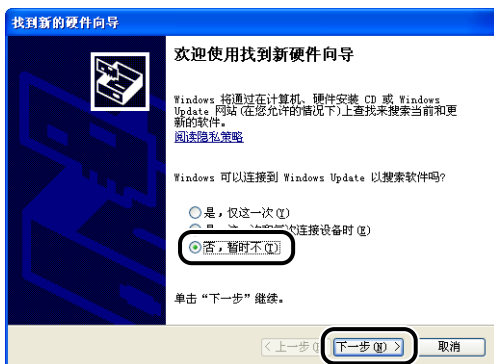 找到新的硬件向导
欢迎使用找到新硬件向导
Windows 将通过在计算机、硬件安装 CD 或 Windows
Update 网站(在您允许的情况下)上查找来搜索当前和更
新的软件。
阅读隐私策略
Windows 可以连接到 Windows Update 以搜索软件吗?
是，仅这一次(Y)
连接设备时(E)
否，暂时不(T)
单击“下一步”继续。
< 上一步
下一步(N) >
取消